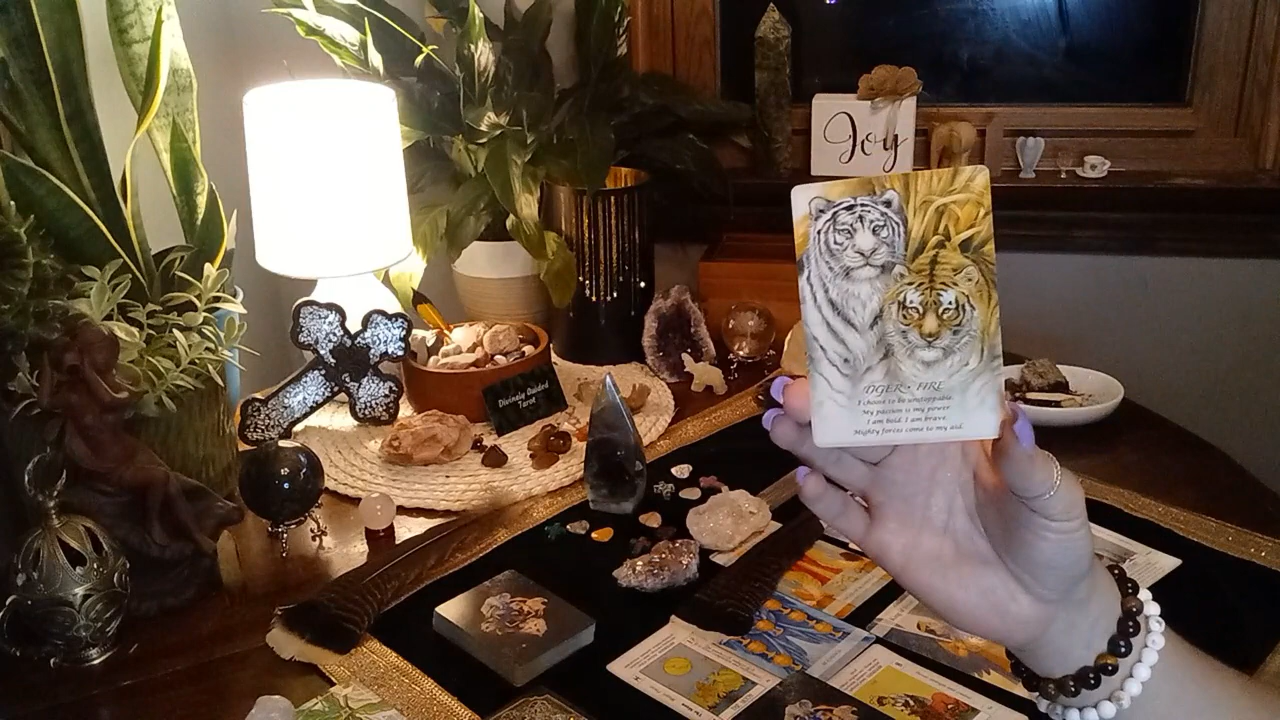 Joy
TIGER • FIRE
I choose to be unstoppable.
My passion is my power.
I am bold. I am brave.
Mighty forces come to my aid.
Divinely Guided
Tarot